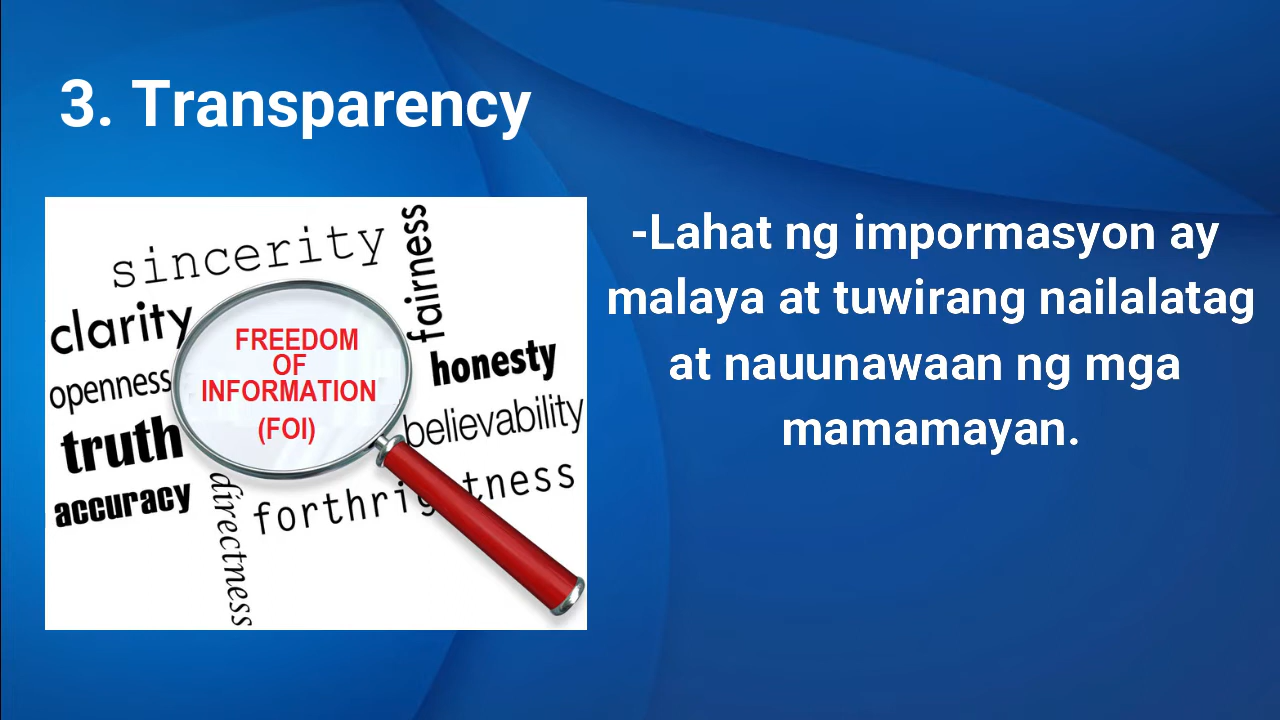 3. Transparency
sincerity
fairness
clarity
FREEDOM
OF
INFORMATION
(FOI)
honesty
openness
believability
truth
accuracy
directness
-Lahat ng impormasyon ay
malaya at tuwirang nailalatag
at nauunawaan ng mga
mamamayan.